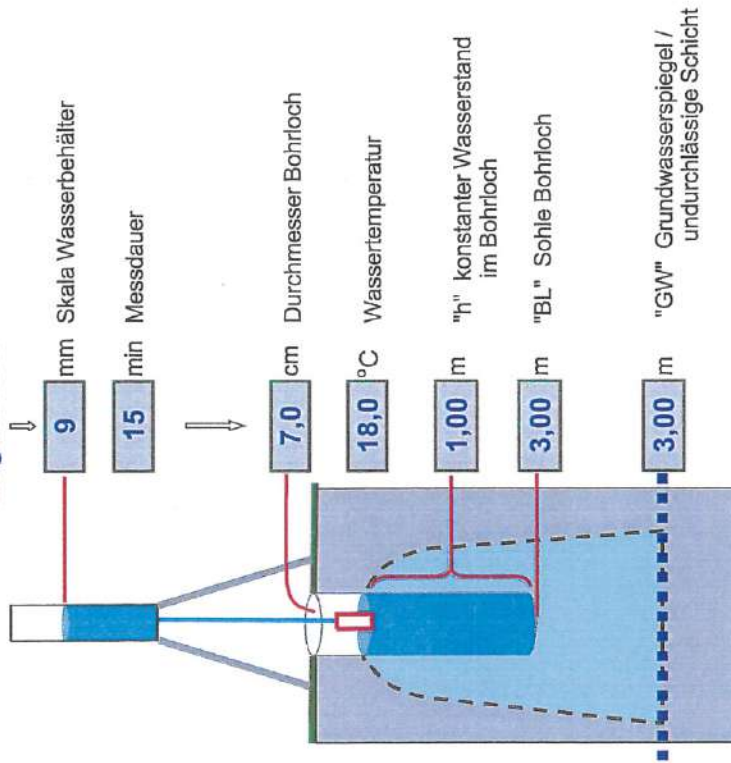 9 mm Skala Wasserbehälter
15 min Messdauer
7,0 cm Durchmesser Bohrloch
18,0 °C Wassertemperatur
1,00 m "h" konstanter Wasserstand
im Bohrloch
3,00 m "BL" Sohle Bohrloch
3,00 m "GW" Grundwasserspiegel /
undurchlässige Schicht